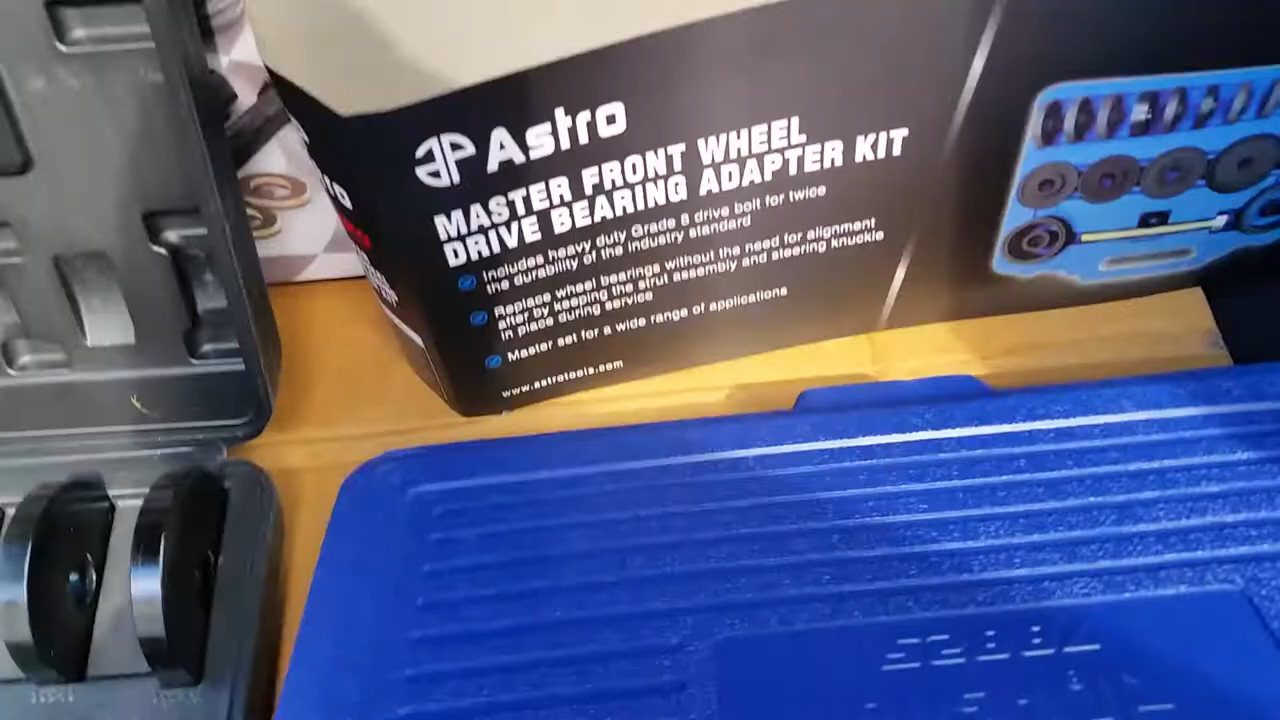 Astro
MASTER FRONT WHEEL
DRIVE BEARING ADAPTER KIT
Includes heavy duty Grade 8 drive bolt for twice
the durability of the industry standard
Replace wheel bearings without the need for alignment
after by keeping the strut assembly and steering knuckle
in place during service
Master set for a wide range of applications
www.astrotools.com